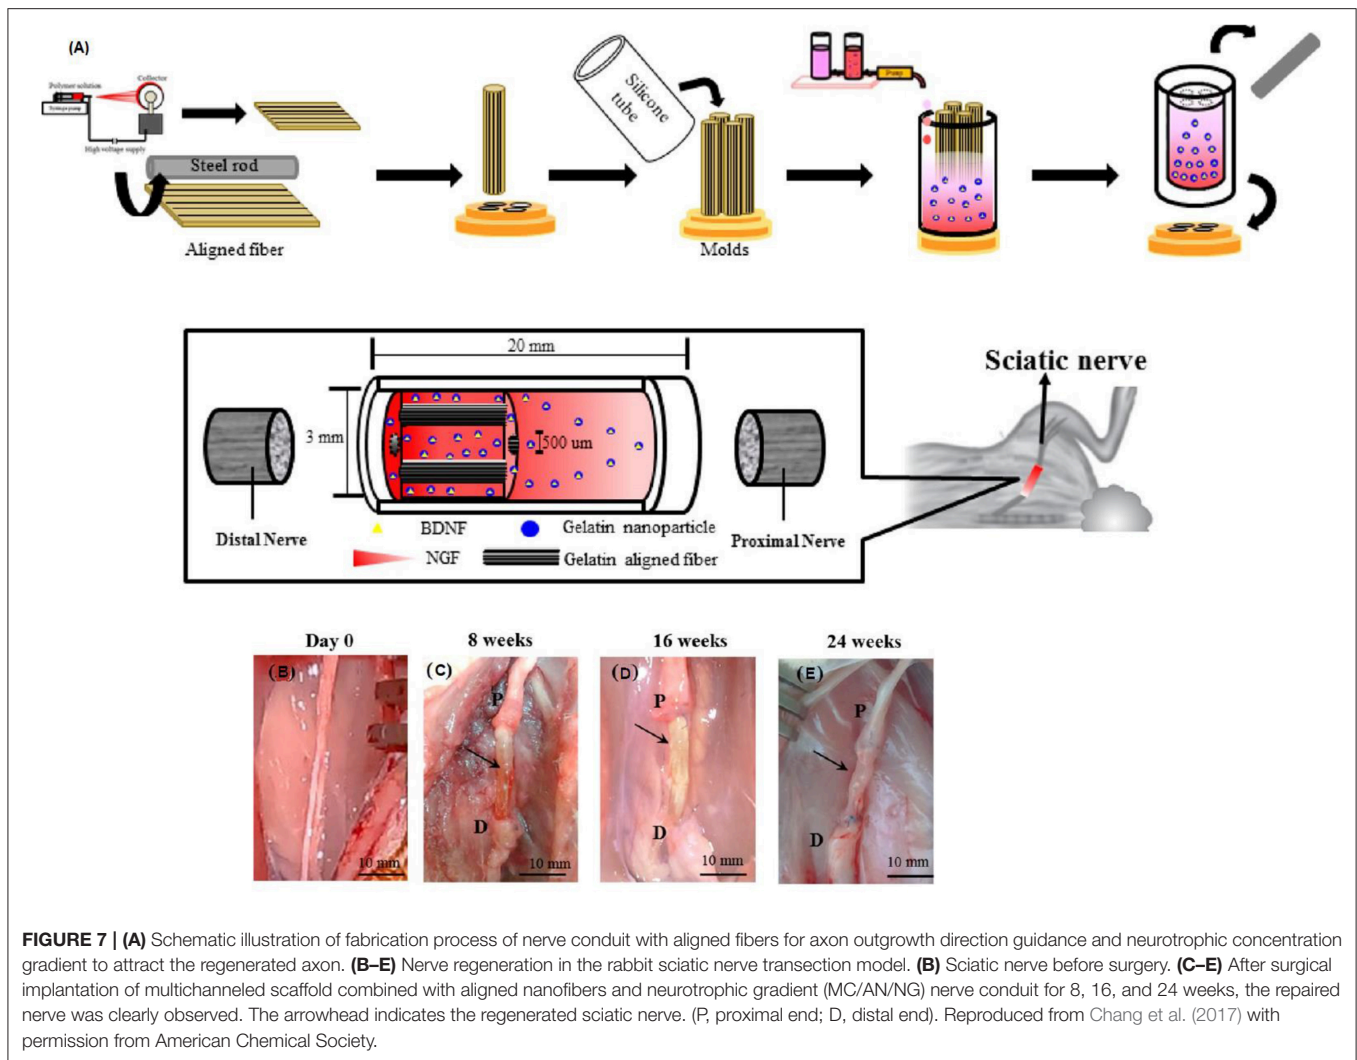 (A)
Polymer solution
Collector
Syringe pump
High voltage supply
Steel rod
Aligned fiber
Silicone
tube
Molds
Pump
20 mm
3 mm
500 um
Distal Nerve
Proximal Nerve
BDNF
Gelatin nanoparticle
NGF
Gelatin aligned fiber
Sciatic nerve
Day 0
8 weeks
16 weeks
24 weeks
(B)
(C)
(D)
(E)
P
P
P
D
D
D
10 mm
10 mm
10 mm
10 mm
FIGURE 7 | (A) Schematic illustration of fabrication process of nerve conduit with aligned fibers for axon outgrowth direction guidance and neurotrophic concentration
gradient to attract the regenerated axon. (B–E) Nerve regeneration in the rabbit sciatic nerve transection model. (B) Sciatic nerve before surgery. (C–E) After surgical
implantation of multichanneled scaffold combined with aligned nanofibers and neurotrophic gradient (MC/AN/NG) nerve conduit for 8, 16, and 24 weeks, the repaired
nerve was clearly observed. The arrowhead indicates the regenerated sciatic nerve. (P, proximal end; D, distal end). Reproduced from Chang et al. (2017) with
permission from American Chemical Society.